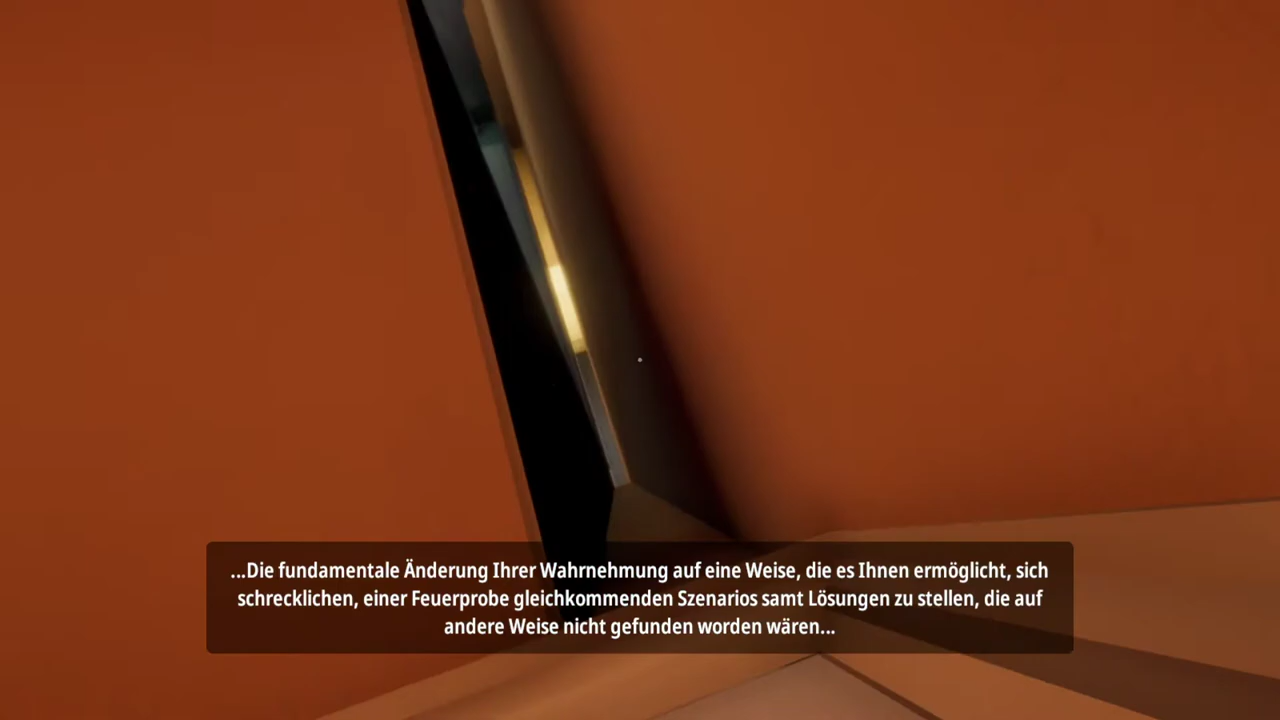 ...Die fundamentale Änderung Ihrer Wahrnehmung auf eine Weise, die es Ihnen ermöglicht, sich
schrecklichen, einer Feuerprobe gleichkommenden Szenarios samt Lösungen zu stellen, die auf
andere Weise nicht gefunden worden wären...